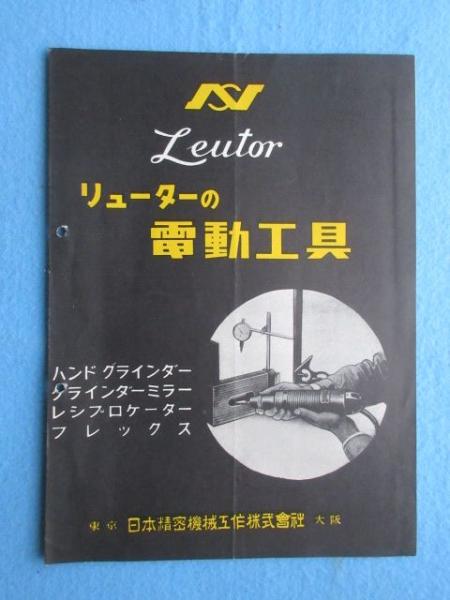 NS
Leutor
リューターの
電動工具
ハンドグラインダー
グラインダーミラー
レシプロケーター
フレックス
東京 日本精密機械工作株式會社 大阪